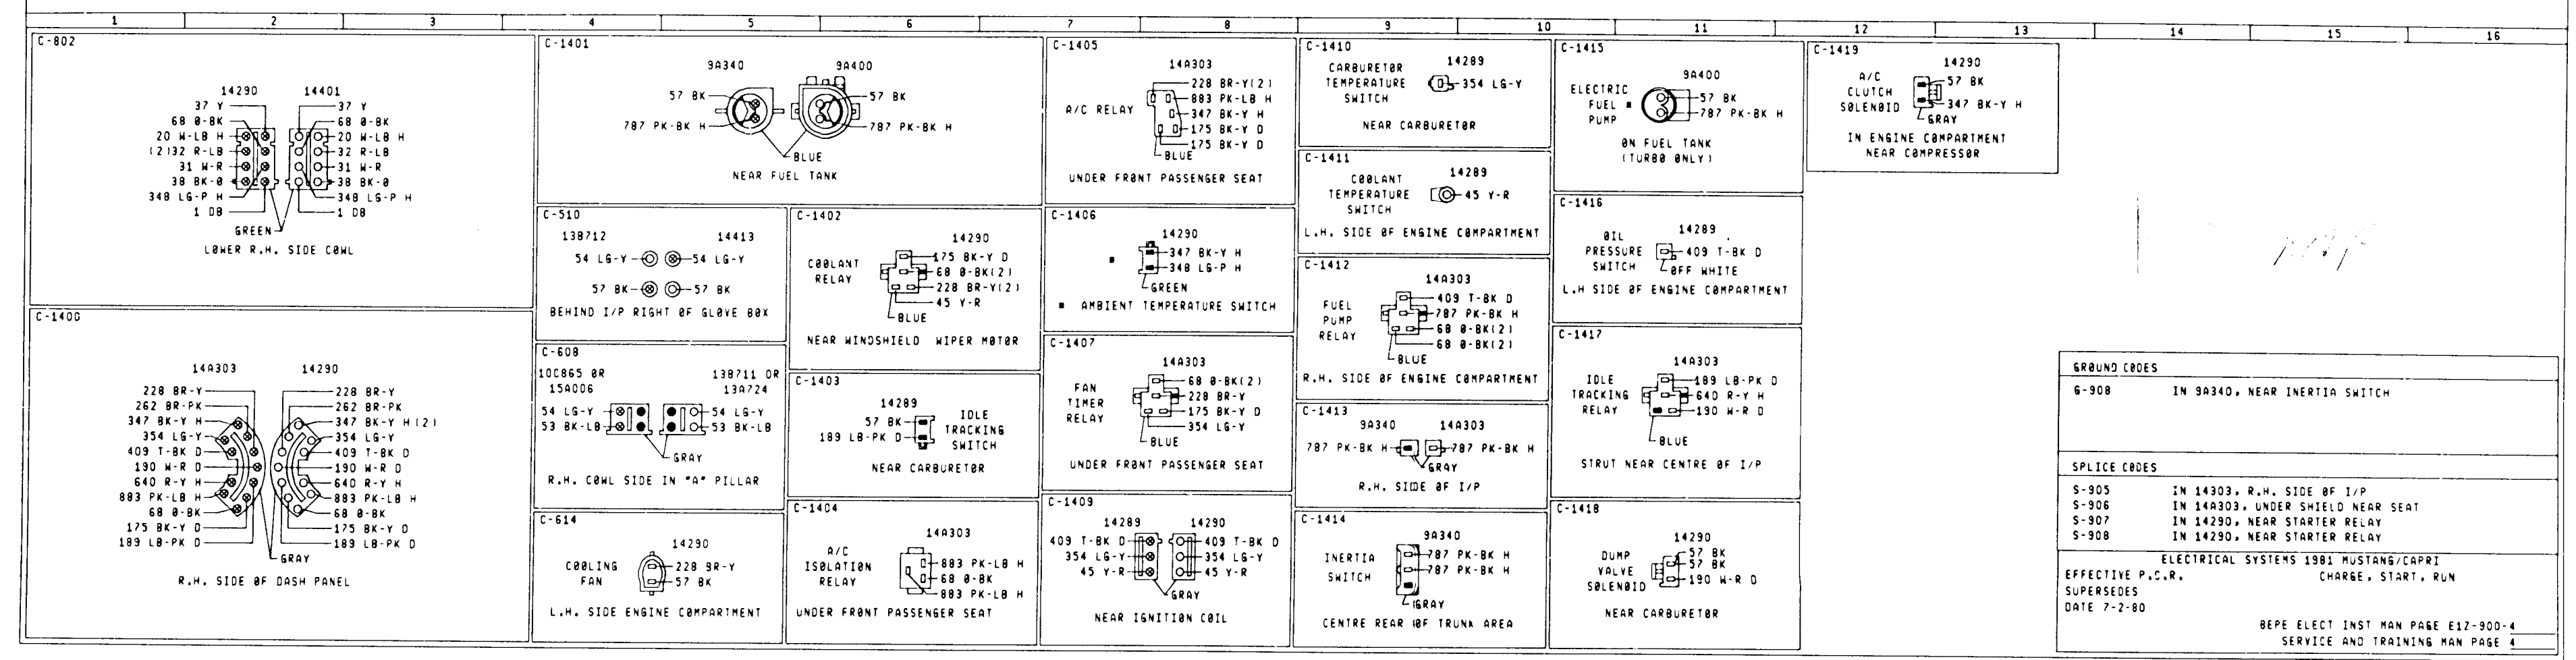 1 2 3 4 5 6 7 8 9 10 11 12 13 14 15 16
C-802
14290 14401
37 Y 37 Y
68 O-BK 68 O-BK
20 W-LB H 20 W-LB H
(2)32 R-LB 32 R-LB
31 W-R 31 W-R
38 BK-O 38 BK-O
348 LG-P H 348 LG-P H
1 DB 1 DB
GREEN
LOWER R.H. SIDE COWL
C-1400
14A303 14290
228 BR-Y 228 BR-Y
262 BR-PK 262 BR-PK
347 BK-Y H 347 BK-Y H(2)
354 LG-Y 354 LG-Y
409 T-BK D 409 T-BK D
190 W-R D 190 W-R D
640 R-Y H 640 R-Y H
883 PK-LB H 883 PK-LB H
68 O-BK 68 O-BK
175 BK-Y D 175 BK-Y D
189 LB-PK D 189 LB-PK D
GRAY
R.H. SIDE OF DASH PANEL
C-1401
9A340 9A400
57 BK 57 BK
787 PK-BK H 787 PK-BK H
BLUE
NEAR FUEL TANK
C-510
13B712 14413
54 LG-Y 54 LG-Y
57 BK 57 BK
BEHIND I/P RIGHT OF GLOVE BOX
C-608
10C865 OR 13B711 OR
15A006 13A724
54 LG-Y 54 LG-Y
53 BK-LB 53 BK-LB
GRAY
R.H. COWL SIDE IN "A" PILLAR
C-614
14290
COOLING FAN
228 BR-Y
57 BK
L.H. SIDE ENGINE COMPARTMENT
C-1402
14290
COOLANT RELAY
175 BK-Y D
68 O-BK(2)
228 BR-Y(2)
45 Y-R
BLUE
NEAR WINDSHIELD WIPER MOTOR
C-1403
14289
57 BK
189 LB-PK D
IDLE TRACKING SWITCH
NEAR CARBURETOR
C-1404
14A303
A/C ISOLATION RELAY
883 PK-LB H
68 O-BK
883 PK-LB H
UNDER FRONT PASSENGER SEAT
C-1405
14A303
A/C RELAY
228 BR-Y(2)
883 PK-LB H
347 BK-Y H
175 BK-Y D
175 BK-Y D
BLUE
UNDER FRONT PASSENGER SEAT
C-1406
14290
347 BK-Y H
348 LG-P H
GREEN
■ AMBIENT TEMPERATURE SWITCH
C-1407
14A303
FAN TIMER RELAY
68 O-BK(2)
228 BR-Y
175 BK-Y D
354 LG-Y
BLUE
UNDER FRONT PASSENGER SEAT
C-1409
14289 14290
409 T-BK D 409 T-BK D
354 LG-Y 354 LG-Y
45 Y-R 45 Y-R
GRAY
NEAR IGNITION COIL
C-1410
CARBURETOR TEMPERATURE SWITCH
14289
354 LG-Y
NEAR CARBURETOR
C-1411
COOLANT TEMPERATURE SWITCH
14289
45 Y-R
L.H. SIDE OF ENGINE COMPARTMENT
C-1412
14A303
FUEL PUMP RELAY
409 T-BK D
787 PK-BK H
68 O-BK(2)
68 O-BK(2)
BLUE
R.H. SIDE OF ENGINE COMPARTMENT
C-1413
9A340 14A303
787 PK-BK H 787 PK-BK H
GRAY
R.H. SIDE OF I/P
C-1414
9A340
INERTIA SWITCH
787 PK-BK H
787 PK-BK H
GRAY
CENTRE REAR OF TRUNK AREA
C-1415
9A400
ELECTRIC FUEL PUMP
57 BK
787 PK-BK H
ON FUEL TANK
(TURBO ONLY)
C-1416
14289
OIL PRESSURE SWITCH
409 T-BK D
OFF WHITE
L.H SIDE OF ENGINE COMPARTMENT
C-1417
14A303
IDLE TRACKING RELAY
189 LB-PK D
640 R-Y H
190 W-R D
BLUE
STRUT NEAR CENTRE OF I/P
C-1418
14290
DUMP VALVE SOLENOID
57 BK
57 BK
190 W-R D
NEAR CARBURETOR
C-1419
14290
A/C CLUTCH SOLENOID
57 BK
347 BK-Y H
GRAY
IN ENGINE COMPARTMENT
NEAR COMPRESSOR
GROUND CODES
G-908 IN 9A340, NEAR INERTIA SWITCH
SPLICE CODES
S-905 IN 14303, R.H. SIDE OF I/P
S-906 IN 14A303, UNDER SHIELD NEAR SEAT
S-907 IN 14290, NEAR STARTER RELAY
S-908 IN 14290, NEAR STARTER RELAY
ELECTRICAL SYSTEMS 1981 MUSTANG/CAPRI
EFFECTIVE P.C.R. CHARGE, START, RUN
SUPERSEDES
DATE 7-2-80
BEPE ELECT INST MAN PAGE E1Z-900-4
SERVICE AND TRAINING MAN PAGE 4